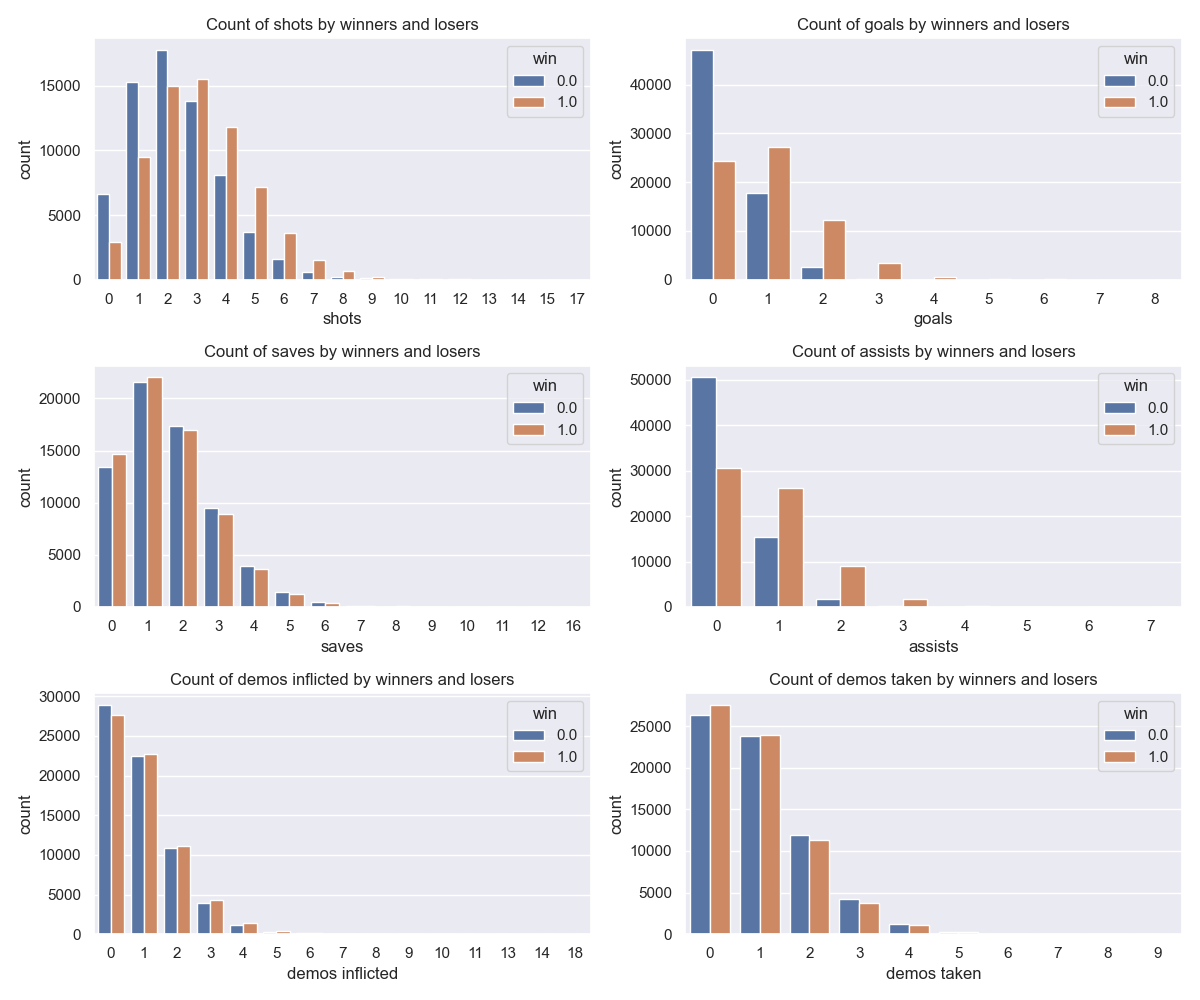 Count of shots by winners and losers
count
15000
10000
5000
0
win
0.0
1.0
0 1 2 3 4 5 6 7 8 9 10 11 12 13 14 15 17
shots
Count of goals by winners and losers
count
40000
30000
20000
10000
0
win
0.0
1.0
0 1 2 3 4 5 6 7 8
goals
Count of saves by winners and losers
count
20000
15000
10000
5000
0
win
0.0
1.0
0 1 2 3 4 5 6 7 8 9 10 11 12 16
saves
Count of assists by winners and losers
count
50000
40000
30000
20000
10000
0
win
0.0
1.0
0 1 2 3 4 5 6 7
assists
Count of demos inflicted by winners and losers
count
30000
25000
20000
15000
10000
5000
0
win
0.0
1.0
0 1 2 3 4 5 6 7 8 9 10 11 13 14 18
demos inflicted
Count of demos taken by winners and losers
count
25000
20000
15000
10000
5000
0
win
0.0
1.0
0 1 2 3 4 5 6 7 8 9
demos taken